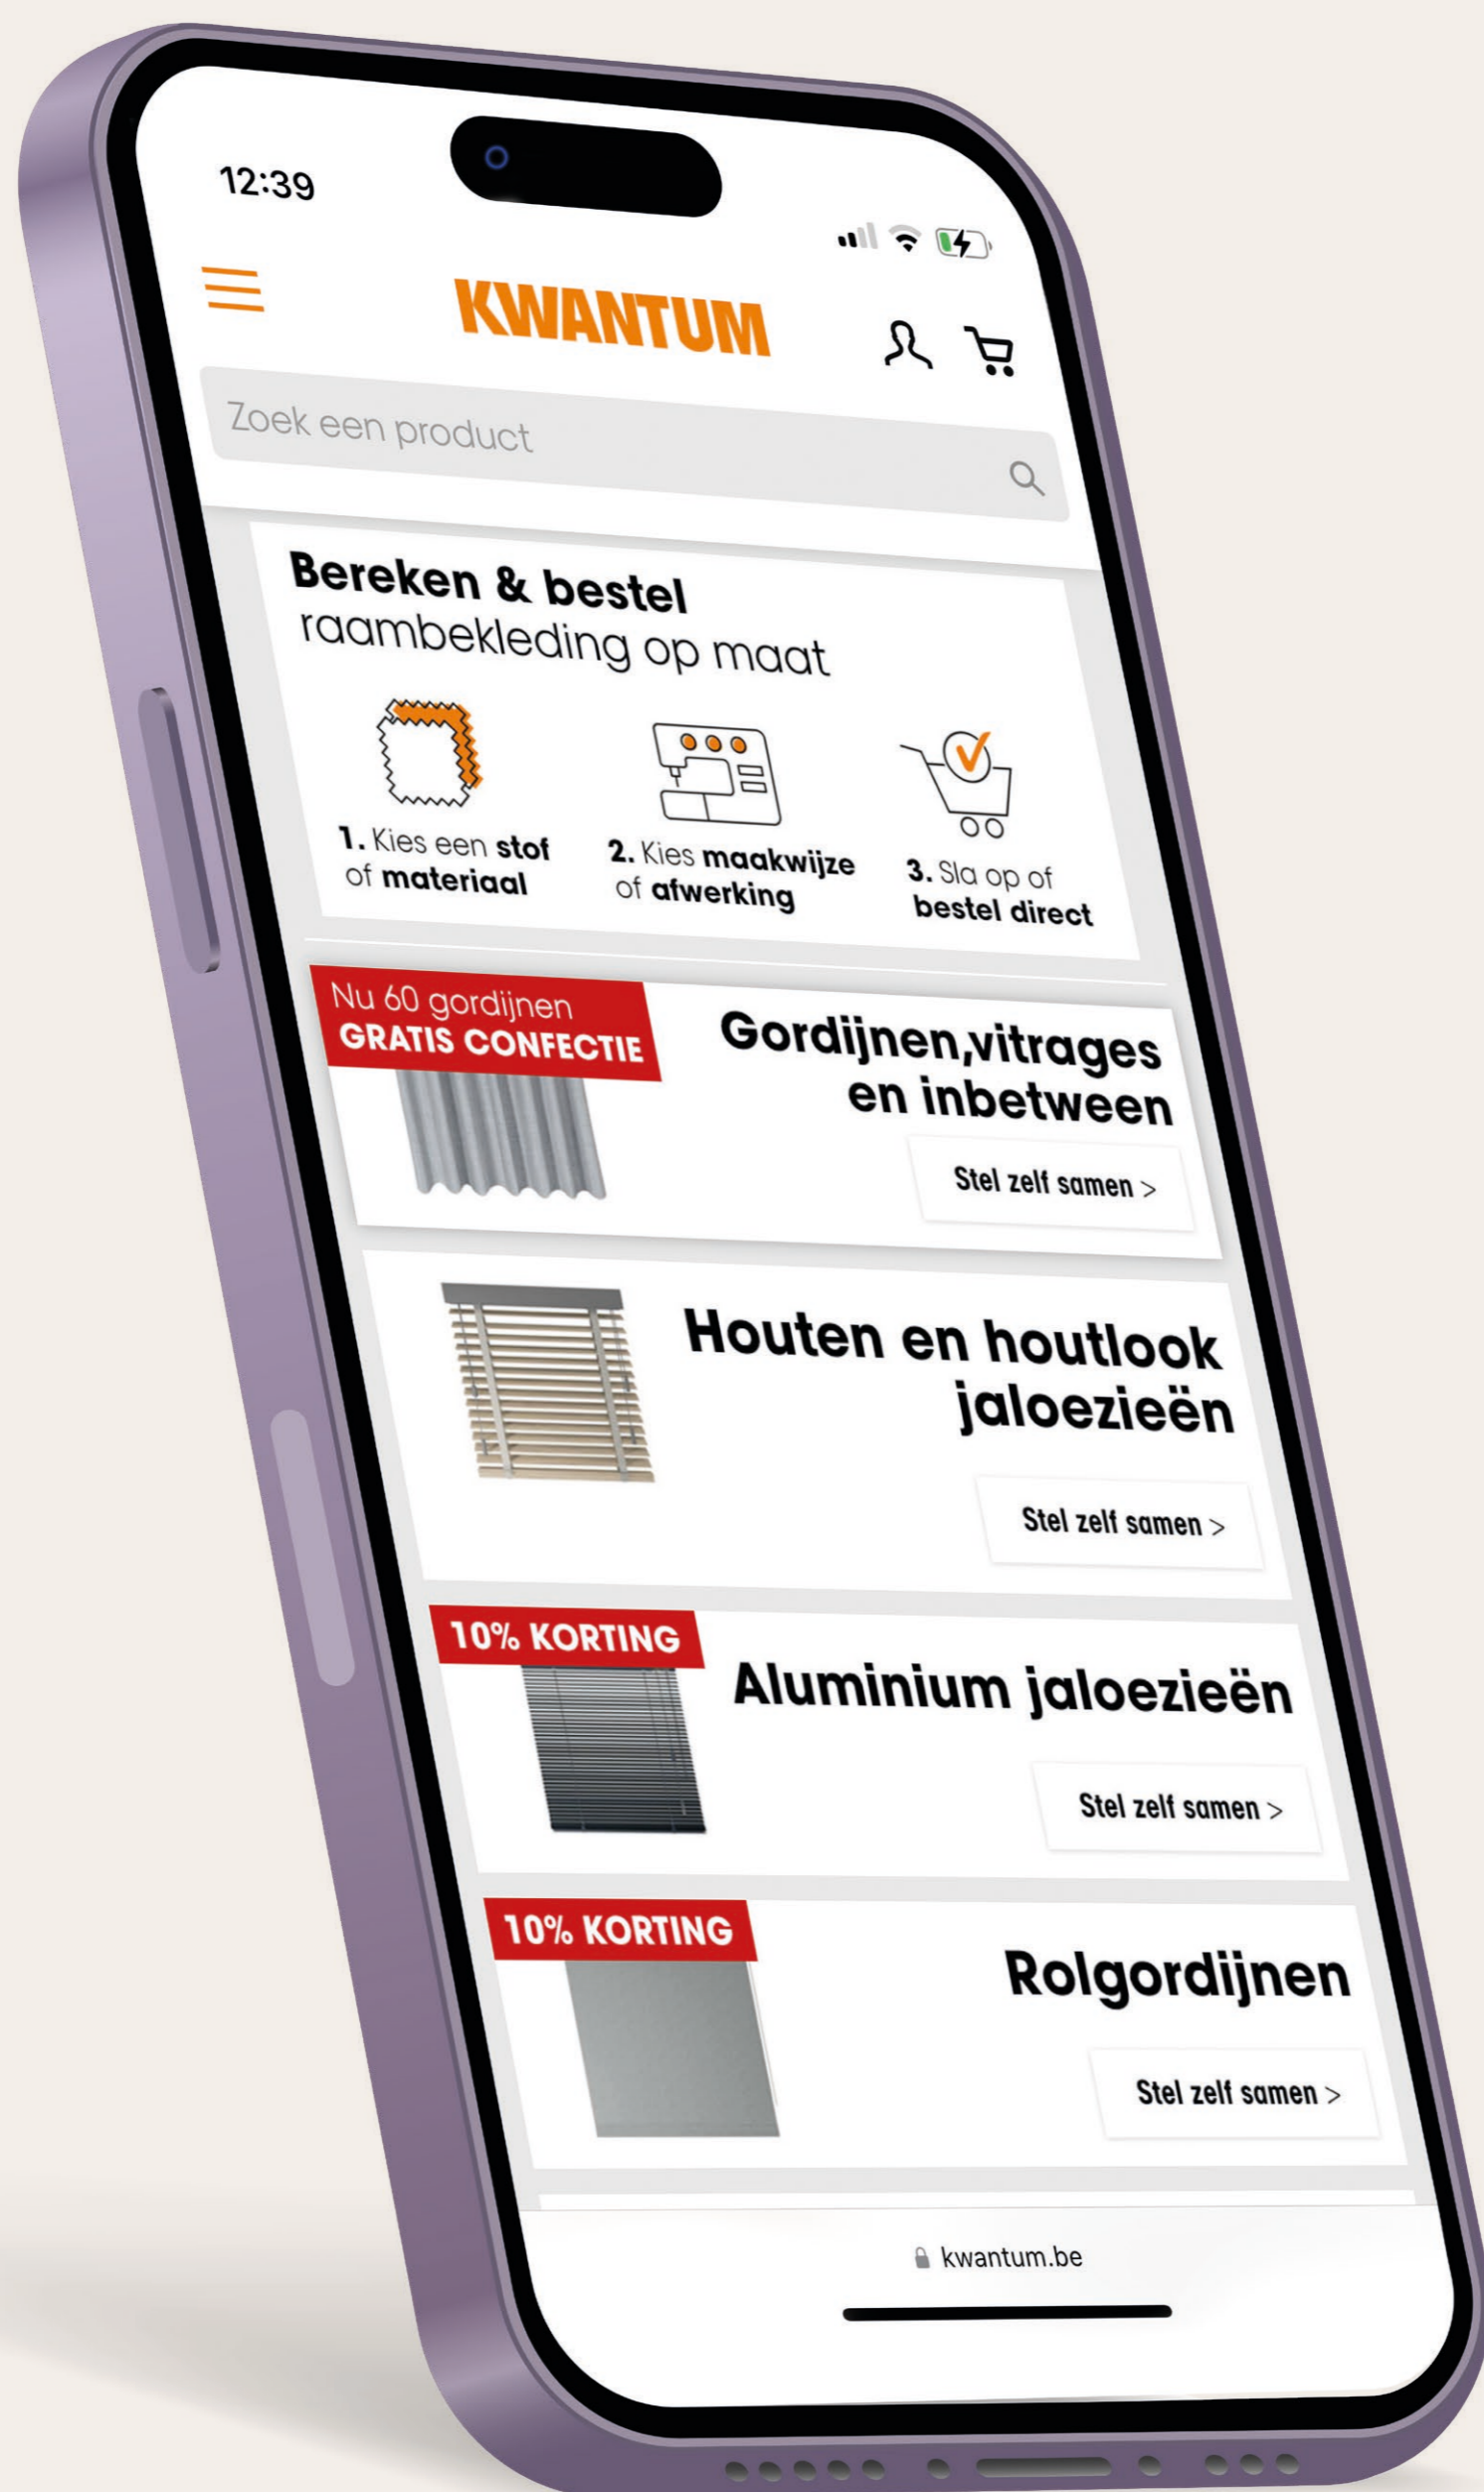 12:39
KWANTUM
Zoek een product
Bereken & bestel
raambekleding op maat
1. Kies een stof
of materiaal
2. Kies maakwijze
of afwerking
3. Sla op of
bestel direct
Nu 60 gordijnen
GRATIS CONFECTIE
Gordijnen,vitrages
en inbetween
Stel zelf samen >
Houten en houtlook
jaloezieën
Stel zelf samen >
10% KORTING
Aluminium jaloezieën
Stel zelf samen >
10% KORTING
Rolgordijnen
Stel zelf samen >
kwantum.be